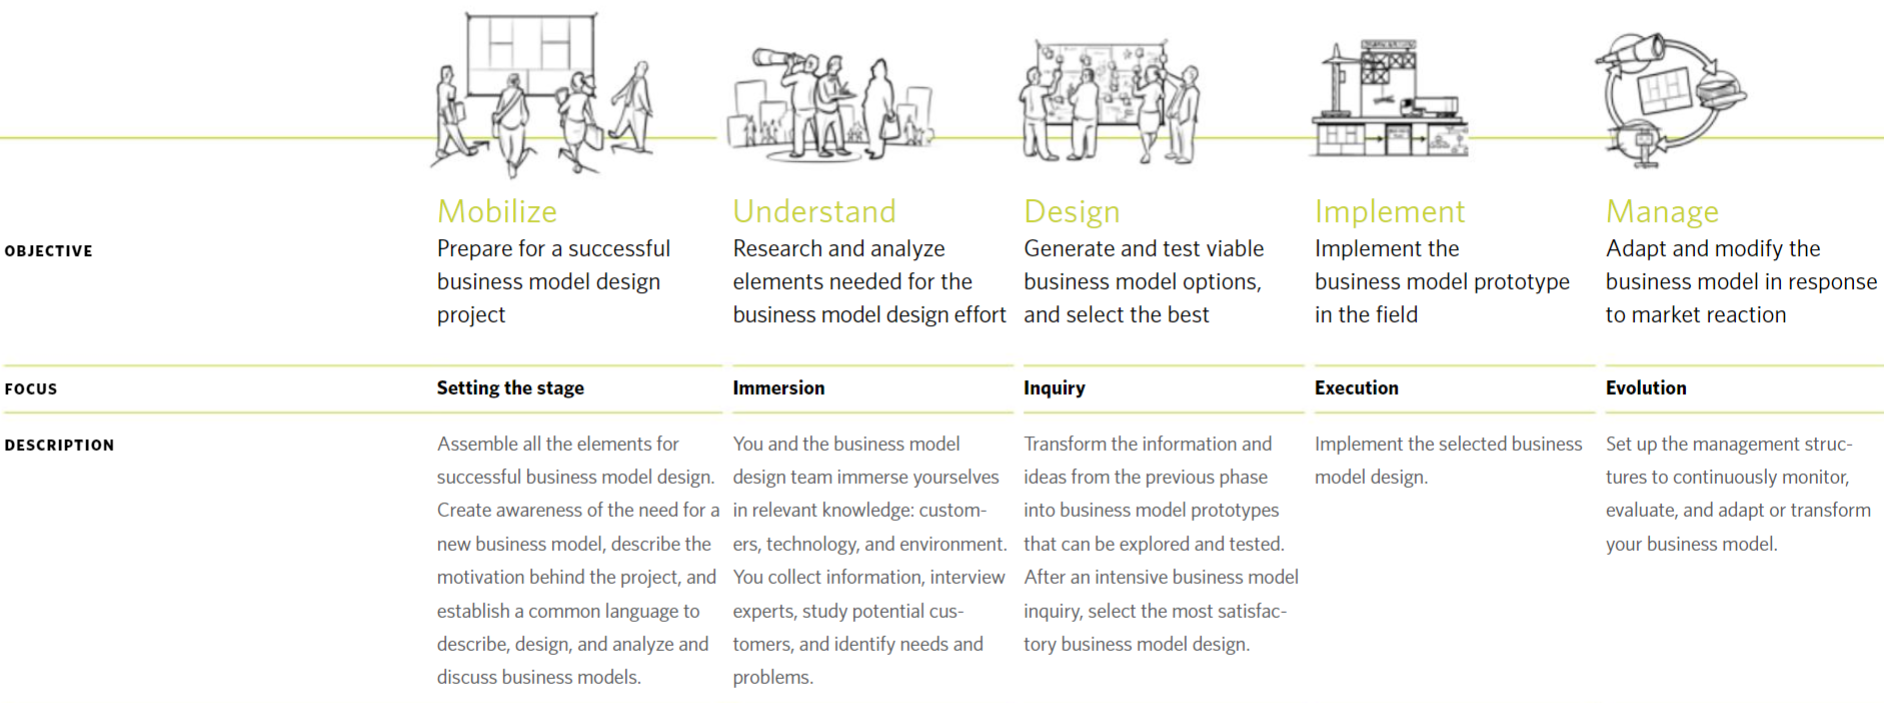 Mobilize
Understand
Design
Implement
Manage
OBJECTIVE
Prepare for a successful
business model design
project
Research and analyze
elements needed for the
business model design effort
Generate and test viable
business model options,
and select the best
Implement the
business model prototype
in the field
Adapt and modify the
business model in response
to market reaction
FOCUS
Setting the stage
Immersion
Inquiry
Execution
Evolution
DESCRIPTION
Assemble all the elements for
successful business model design.
Create awareness of the need for a
new business model, describe the
motivation behind the project, and
establish a common language to
describe, design, and analyze and
discuss business models.
You and the business model
design team immerse yourselves
in relevant knowledge: custom-
ers, technology, and environment.
You collect information, interview
experts, study potential cus-
tomers, and identify needs and
problems.
Transform the information and
ideas from the previous phase
into business model prototypes
that can be explored and tested.
After an intensive business model
inquiry, select the most satisfac-
tory business model design.
Implement the selected business
model design.
Set up the management struc-
tures to continuously monitor,
evaluate, and adapt or transform
your business model.